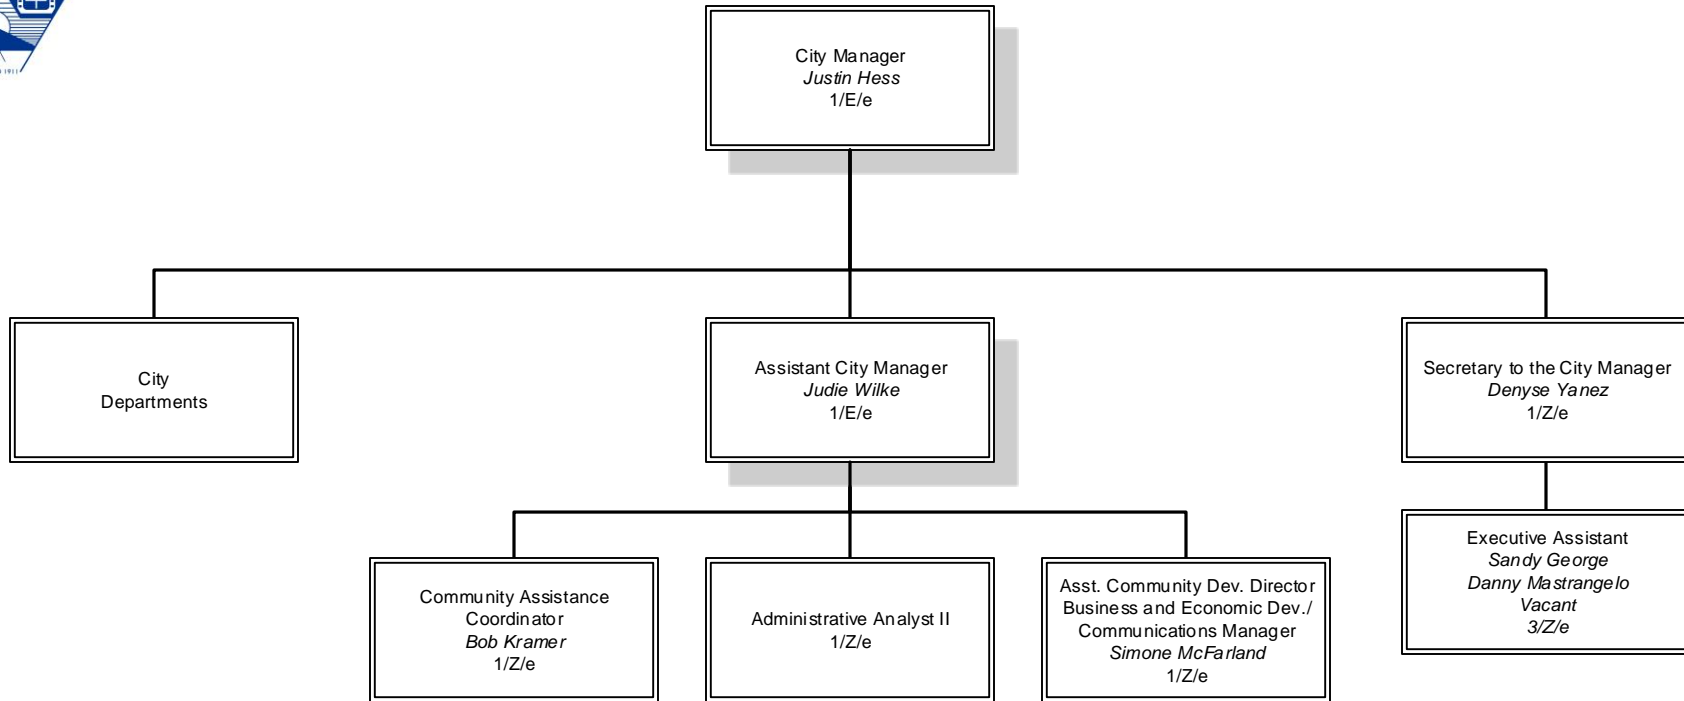 1911
City Manager
Justin Hess
1/E/e
City
Departments
Assistant City Manager
Judie Wilke
1/E/e
Secretary to the City Manager
Denyse Yanez
1/Z/e
Community Assistance
Coordinator
Bob Kramer
1/Z/e
Administrative Analyst II
1/Z/e
Asst. Community Dev. Director
Business and Economic Dev./
Communications Manager
Simone McFarland
1/Z/e
Executive Assistant
Sandy George
Danny Mastrangelo
Vacant
3/Z/e